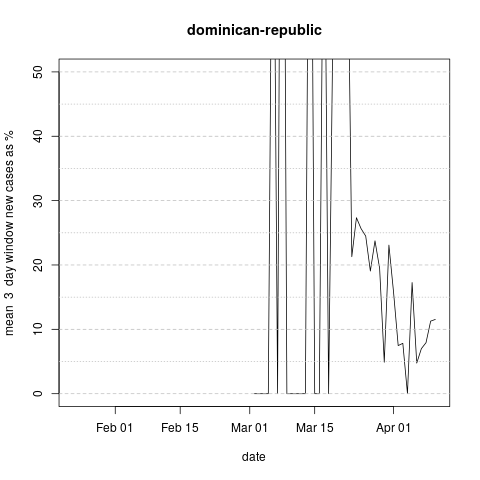 dominican-republic
mean 3 day window new cases as %
50
40
30
20
10
0
Feb 01 Feb 15 Mar 01 Mar 15 Apr 01
date